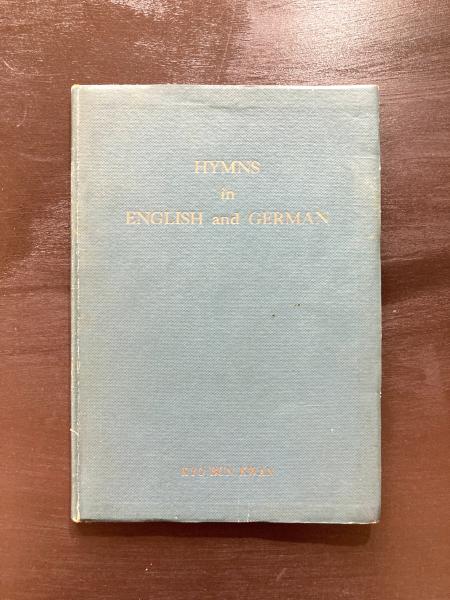 HYMNS
in
ENGLISH and GERMAN
KYO BUN KWAN